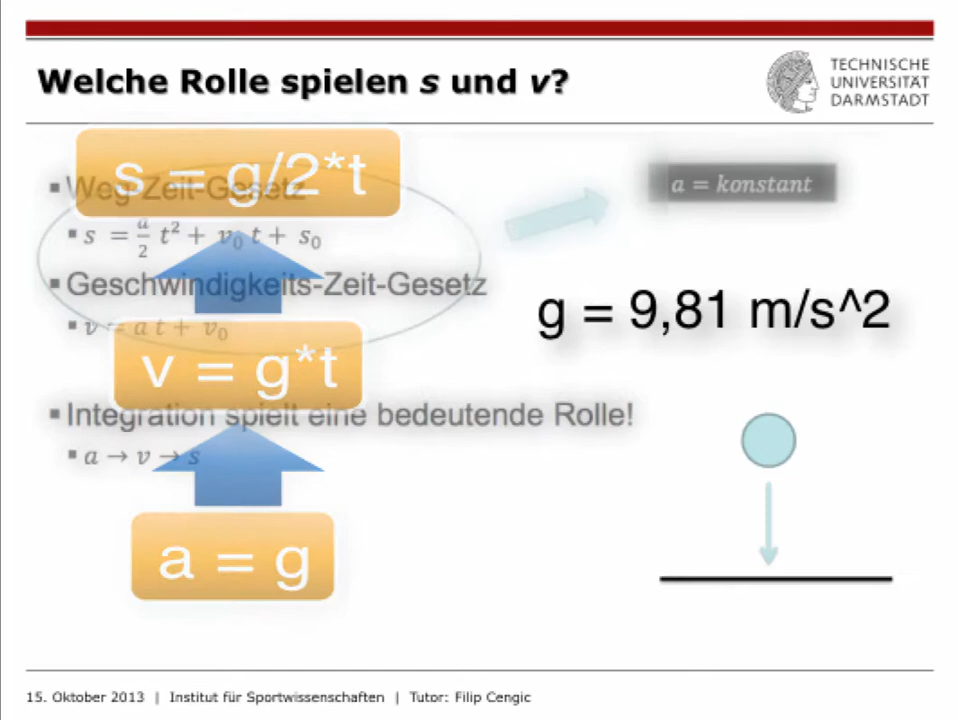 Welche Rolle spielen s und v?
TECHNISCHE
UNIVERSITÄT
DARMSTADT
s = g/2*t
▪ Weg-Zeit-Gesetz
a = konstant
▪ s = a/2 t² + v₀ t + s₀
▪ Geschwindigkeits-Zeit-Gesetz
g = 9,81 m/s^2
▪ v = a t + v₀
v = g*t
▪ Integration spielt eine bedeutende Rolle!
▪ a → v → s
a = g
15. Oktober 2013 | Institut für Sportwissenschaften | Tutor: Filip Cengic